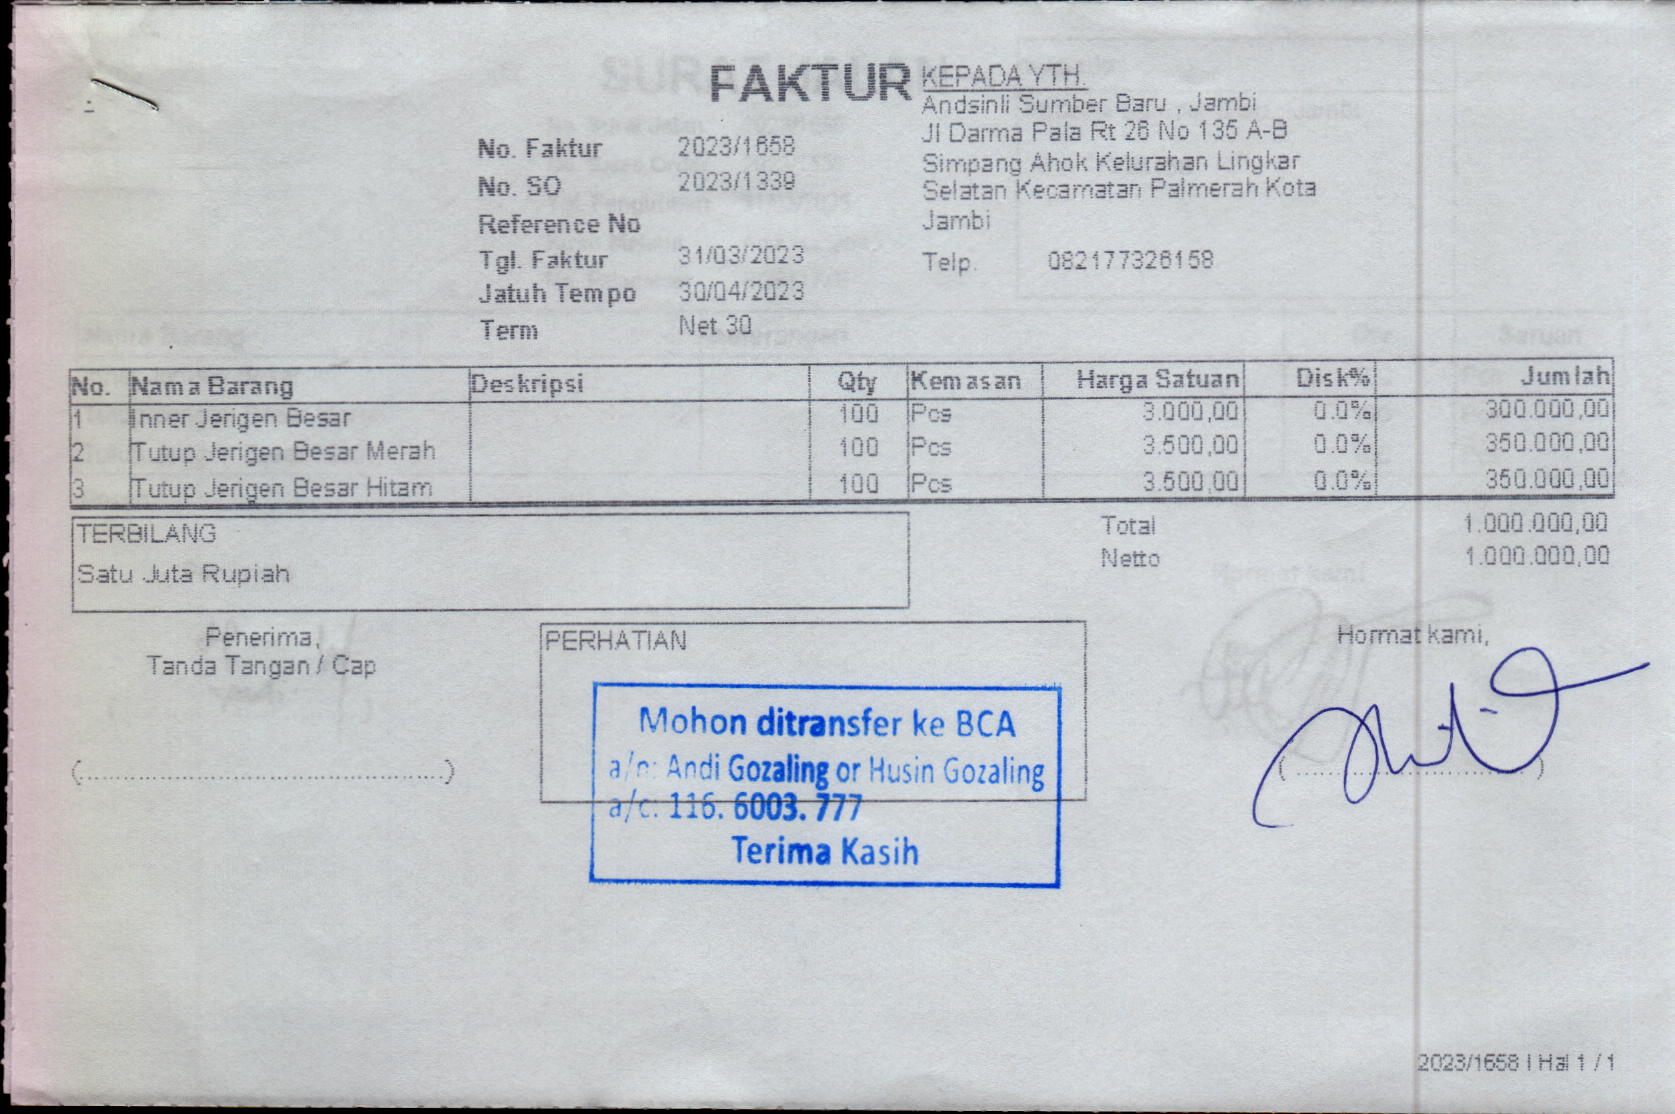 FAKTUR
No. Faktur 2023/1658
No. SO 2023/1339
Reference No
Tgl. Faktur 31/03/2023
Jatuh Tempo 30/04/2023
Term Net 30
KEPADA YTH.
Andsinli Sumber Baru , Jambi
Jl Darma Pala Rt 26 No 135 A-B
Simpang Ahok Kelurahan Lingkar
Selatan Kecamatan Palmerah Kota
Jambi
Telp. 082177326158
No. Nama Barang Deskripsi Qty Kemasan Harga Satuan Disk% Jumlah
1 Inner Jerigen Besar 100 Pcs 3.000,00 0.0% 300.000,00
2 Tutup Jerigen Besar Merah 100 Pcs 3.500,00 0.0% 350.000,00
3 Tutup Jerigen Besar Hitam 100 Pcs 3.500,00 0.0% 350.000,00
TERBILANG
Satu Juta Rupiah
Total 1.000.000,00
Netto 1.000.000,00
Penerima,
Tanda Tangan / Cap
(............................................)
PERHATIAN
Mohon ditransfer ke BCA
a/n: Andi Gozaling or Husin Gozaling
a/c: 116. 6003. 777
Terima Kasih
Hormat kami,
2023/1658 | Hal 1 / 1